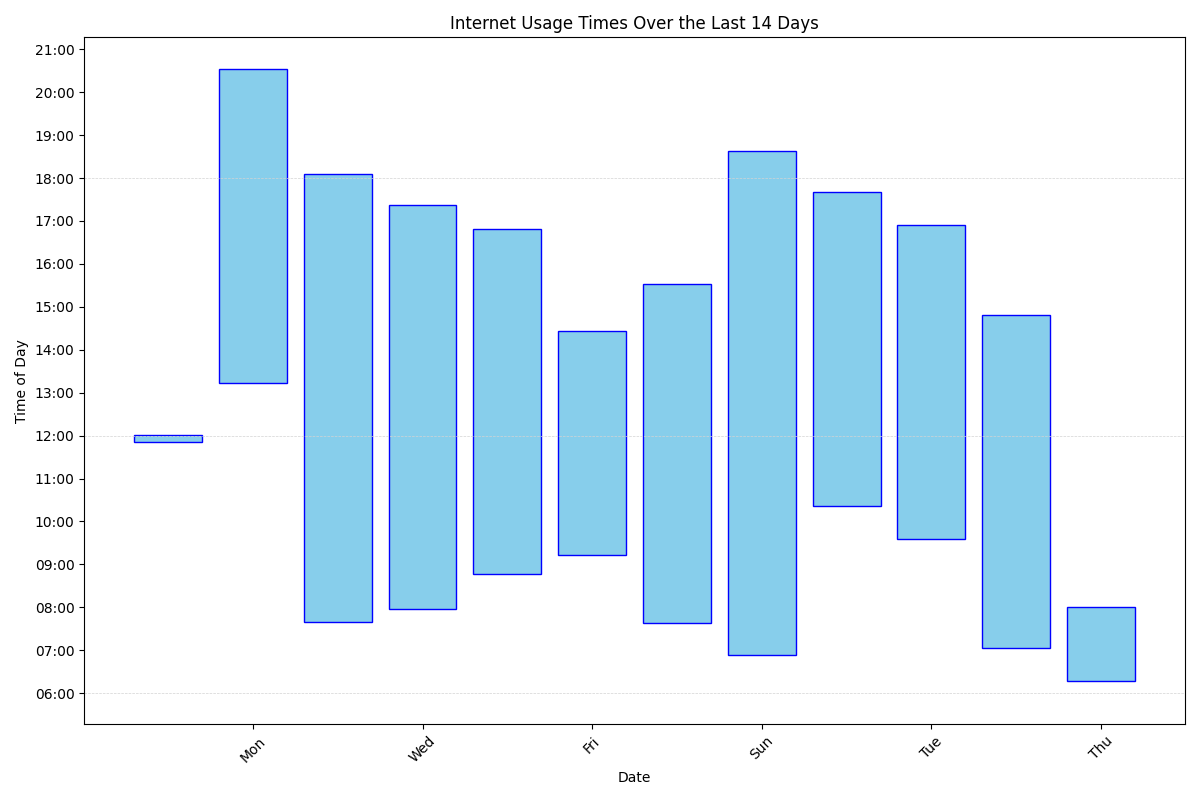 Internet Usage Times Over the Last 14 Days
21:00
20:00
19:00
18:00
17:00
16:00
15:00
14:00
13:00
12:00
11:00
10:00
09:00
08:00
07:00
06:00
Time of Day
Mon
Wed
Fri
Sun
Tue
Thu
Date